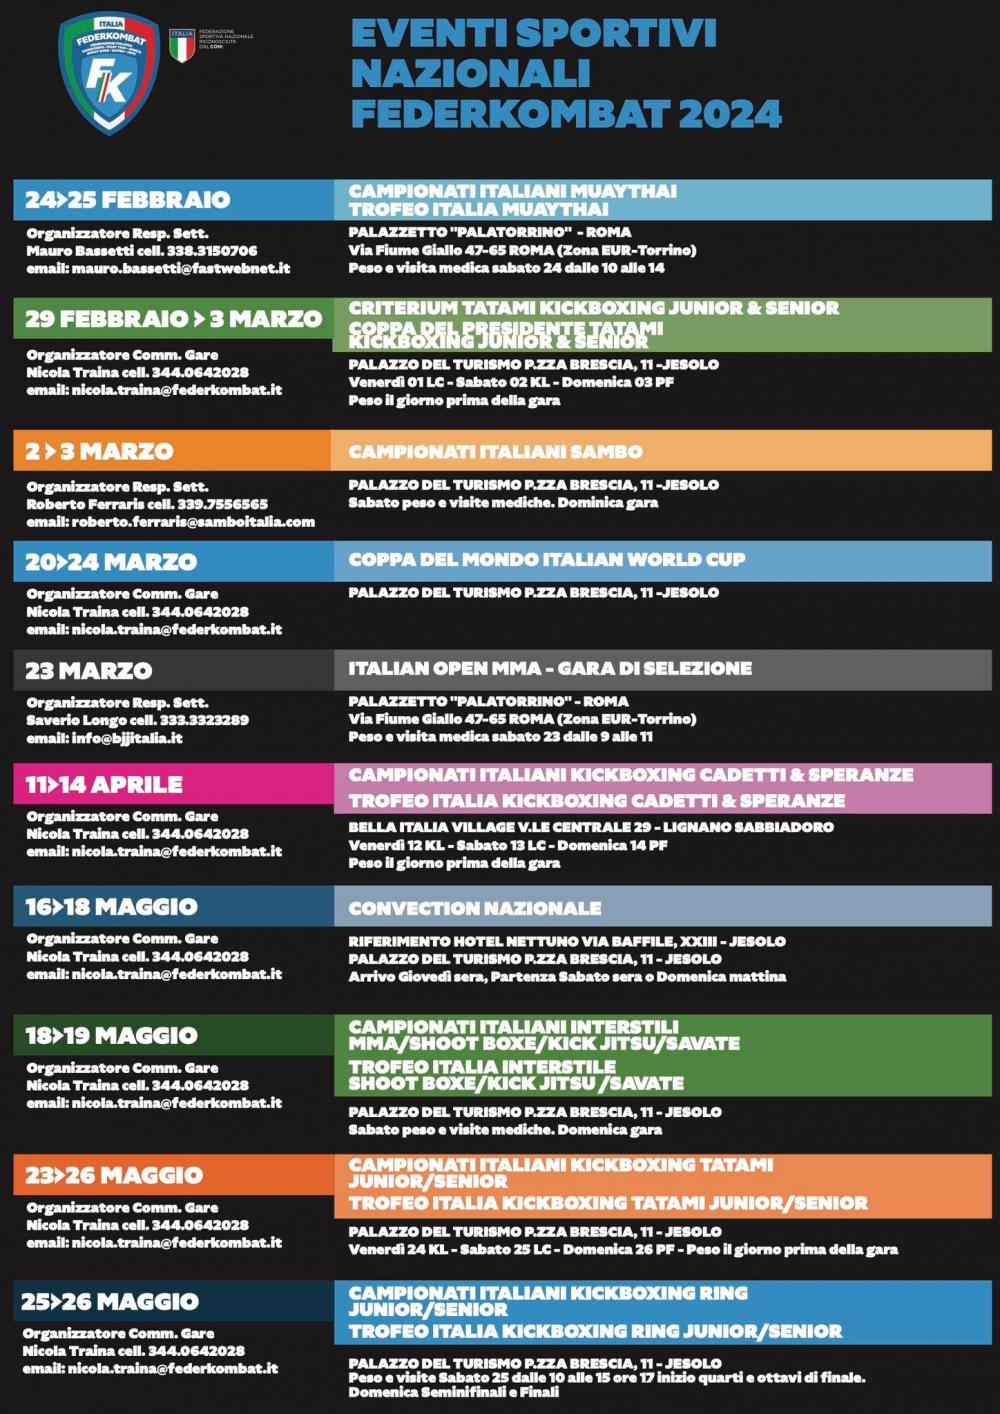 ITALIA
FEDERKOMBAT
FK
ITALIA
FEDERAZIONE
SPORTIVA NAZIONALE
RICONOSCIUTA
DAL CONI
EVENTI SPORTIVI
NAZIONALI
FEDERKOMBAT 2024
24>25 FEBBRAIO
CAMPIONATI ITALIANI MUAYTHAI
TROFEO ITALIA MUAYTHAI
Organizzatore Resp. Sett.
Mauro Bassetti cell. 338.3150706
email: mauro.bassetti@fastwebnet.it
PALAZZETTO "PALATORRINO" - ROMA
Via Fiume Giallo 47-65 ROMA (Zona EUR-Torrino)
Peso e visita medica sabato 24 dalle 10 alle 14
29 FEBBRAIO > 3 MARZO
CRITERIUM TATAMI KICKBOXING JUNIOR & SENIOR
COPPA DEL PRESIDENTE TATAMI
KICKBOXING JUNIOR & SENIOR
Organizzatore Comm. Gare
Nicola Traina cell. 344.0642028
email: nicola.traina@federkombat.it
PALAZZO DEL TURISMO P.ZZA BRESCIA, 11 -JESOLO
Venerdì 01 LC - Sabato 02 KL - Domenica 03 PF
Peso il giorno prima della gara
2 > 3 MARZO
CAMPIONATI ITALIANI SAMBO
Organizzatore Resp. Sett.
Roberto Ferraris cell. 339.7556565
email: roberto.ferraris@samboitalia.com
PALAZZO DEL TURISMO P.ZZA BRESCIA, 11 -JESOLO
Sabato peso e visite mediche. Dominica gara
20>24 MARZO
COPPA DEL MONDO ITALIAN WORLD CUP
Organizzatore Comm. Gare
Nicola Traina cell. 344.0642028
email: nicola.traina@federkombat.it
PALAZZO DEL TURISMO P.ZZA BRESCIA, 11 -JESOLO
23 MARZO
ITALIAN OPEN MMA - GARA DI SELEZIONE
Organizzatore Resp. Sett.
Saverio Longo cell. 333.3323289
email: info@bjjitalia.it
PALAZZETTO "PALATORRINO" - ROMA
Via Fiume Giallo 47-65 ROMA (Zona EUR-Torrino)
Peso e visita medica sabato 23 dalle 9 alle 11
11>14 APRILE
CAMPIONATI ITALIANI KICKBOXING CADETTI & SPERANZE
TROFEO ITALIA KICKBOXING CADETTI & SPERANZE
Organizzatore Comm. Gare
Nicola Traina cell. 344.0642028
email: nicola.traina@federkombat.it
BELLA ITALIA VILLAGE V.LE CENTRALE 29 - LIGNANO SABBIADORO
Venerdì 12 KL - Sabato 13 LC - Domenica 14 PF
Peso il giorno prima della gara
16>18 MAGGIO
CONVECTION NAZIONALE
Organizzatore Comm. Gare
Nicola Traina cell. 344.0642028
email: nicola.traina@federkombat.it
RIFERIMENTO HOTEL NETTUNO VIA BAFFILE, XXIII - JESOLO
PALAZZO DEL TURISMO P.ZZA BRESCIA, 11 - JESOLO
Arrivo Giovedì sera, Partenza Sabato sera o Domenica mattina
18>19 MAGGIO
CAMPIONATI ITALIANI INTERSTILI
MMA/SHOOT BOXE/KICK JITSU/SAVATE
TROFEO ITALIA INTERSTILE
SHOOT BOXE/KICK JITSU /SAVATE
Organizzatore Comm. Gare
Nicola Traina cell. 344.0642028
email: nicola.traina@federkombat.it
PALAZZO DEL TURISMO P.ZZA BRESCIA, 11 - JESOLO
Sabato peso e visite mediche. Domenica gara
23>26 MAGGIO
CAMPIONATI ITALIANI KICKBOXING TATAMI
JUNIOR/SENIOR
TROFEO ITALIA KICKBOXING TATAMI JUNIOR/SENIOR
Organizzatore Comm. Gare
Nicola Traina cell. 344.0642028
email: nicola.traina@federkombat.it
PALAZZO DEL TURISMO P.ZZA BRESCIA, 11 - JESOLO
Venerdì 24 KL - Sabato 25 LC - Domenica 26 PF - Peso il giorno prima della gara
25>26 MAGGIO
CAMPIONATI ITALIANI KICKBOXING RING
JUNIOR/SENIOR
TROFEO ITALIA KICKBOXING RING JUNIOR/SENIOR
Organizzatore Comm. Gare
Nicola Traina cell. 344.0642028
email: nicola.traina@federkombat.it
PALAZZO DEL TURISMO P.ZZA BRESCIA, 11 - JESOLO
Peso e visite Sabato 25 dalle 10 alle 15 ore 17 inizio quarti e ottavi di finale.
Domenica Seminifinali e Finali